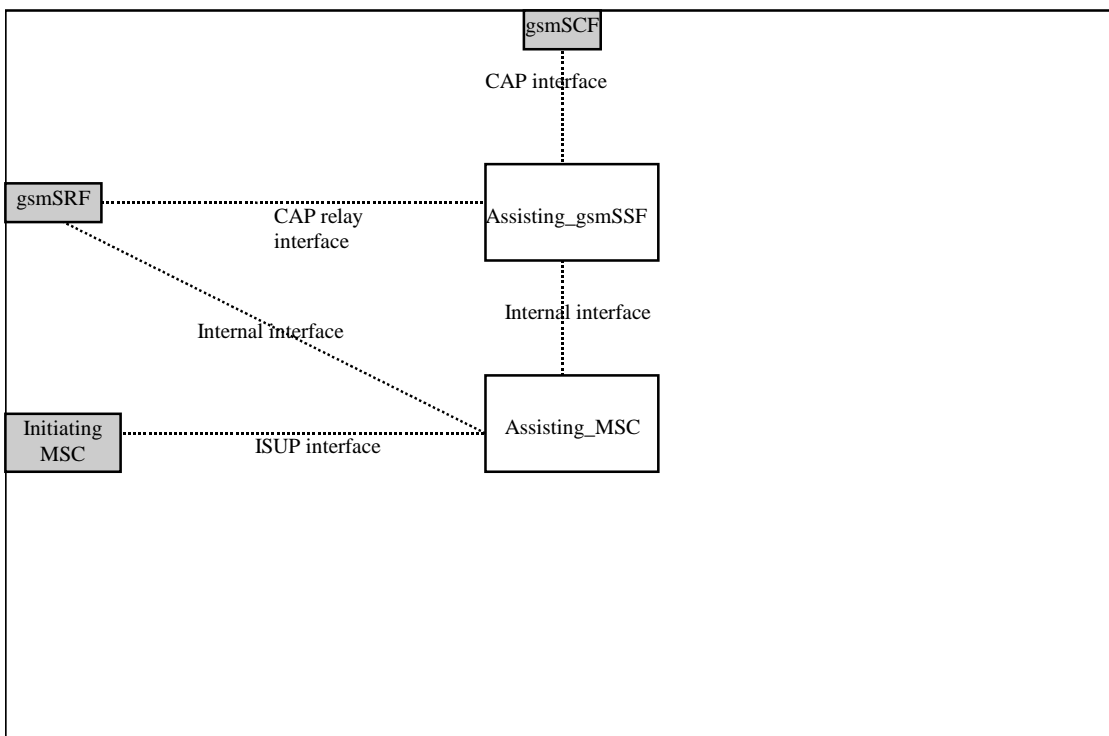 gsmSCF
CAP interface
gsmSRF
CAP relay
interface
Assisting_gsmSSF
Internal interface
Internal interface
Initiating
MSC
ISUP interface
Assisting_MSC